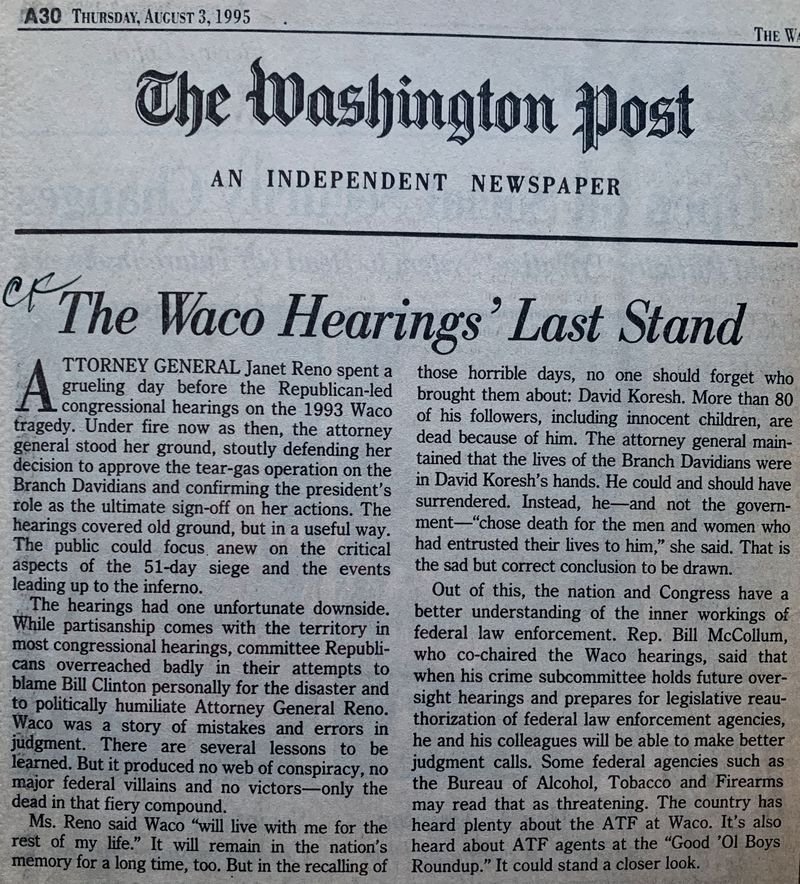 A30 THURSDAY, AUGUST 3, 1995
THE WA
The Washington Post
AN INDEPENDENT NEWSPAPER
CK
The Waco Hearings' Last Stand
ATTORNEY GENERAL Janet Reno spent a
grueling day before the Republican-led
congressional hearings on the 1993 Waco
tragedy. Under fire now as then, the attorney
general stood her ground, stoutly defending her
decision to approve the tear-gas operation on the
Branch Davidians and confirming the president's
role as the ultimate sign-off on her actions. The
hearings covered old ground, but in a useful way.
The public could focus anew on the critical
aspects of the 51-day siege and the events
leading up to the inferno.
The hearings had one unfortunate downside.
While partisanship comes with the territory in
most congressional hearings, committee Republi-
cans overreached badly in their attempts to
blame Bill Clinton personally for the disaster and
to politically humiliate Attorney General Reno.
Waco was a story of mistakes and errors in
judgment. There are several lessons to be
learned. But it produced no web of conspiracy, no
major federal villains and no victors—only the
dead in that fiery compound.
Ms. Reno said Waco “will live with me for the
rest of my life.” It will remain in the nation's
memory for a long time, too. But in the recalling of
those horrible days, no one should forget who
brought them about: David Koresh. More than 80
of his followers, including innocent children, are
dead because of him. The attorney general main-
tained that the lives of the Branch Davidians were
in David Koresh's hands. He could and should have
surrendered. Instead, he—and not the govern-
ment—“chose death for the men and women who
had entrusted their lives to him,” she said. That is
the sad but correct conclusion to be drawn.
Out of this, the nation and Congress have a
better understanding of the inner workings of
federal law enforcement. Rep. Bill McCollum,
who co-chaired the Waco hearings, said that
when his crime subcommittee holds future over-
sight hearings and prepares for legislative reau-
thorization of federal law enforcement agencies,
he and his colleagues will be able to make better
judgment calls. Some federal agencies such as
the Bureau of Alcohol, Tobacco and Firearms
may read that as threatening. The country has
heard plenty about the ATF at Waco. It's also
heard about ATF agents at the “Good 'Ol Boys
Roundup.” It could stand a closer look.